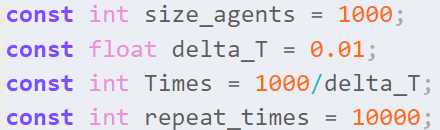 const int size_agents = 1000;
const float delta_T = 0.01;
const int Times = 1000/delta_T;
const int repeat_times = 10000;